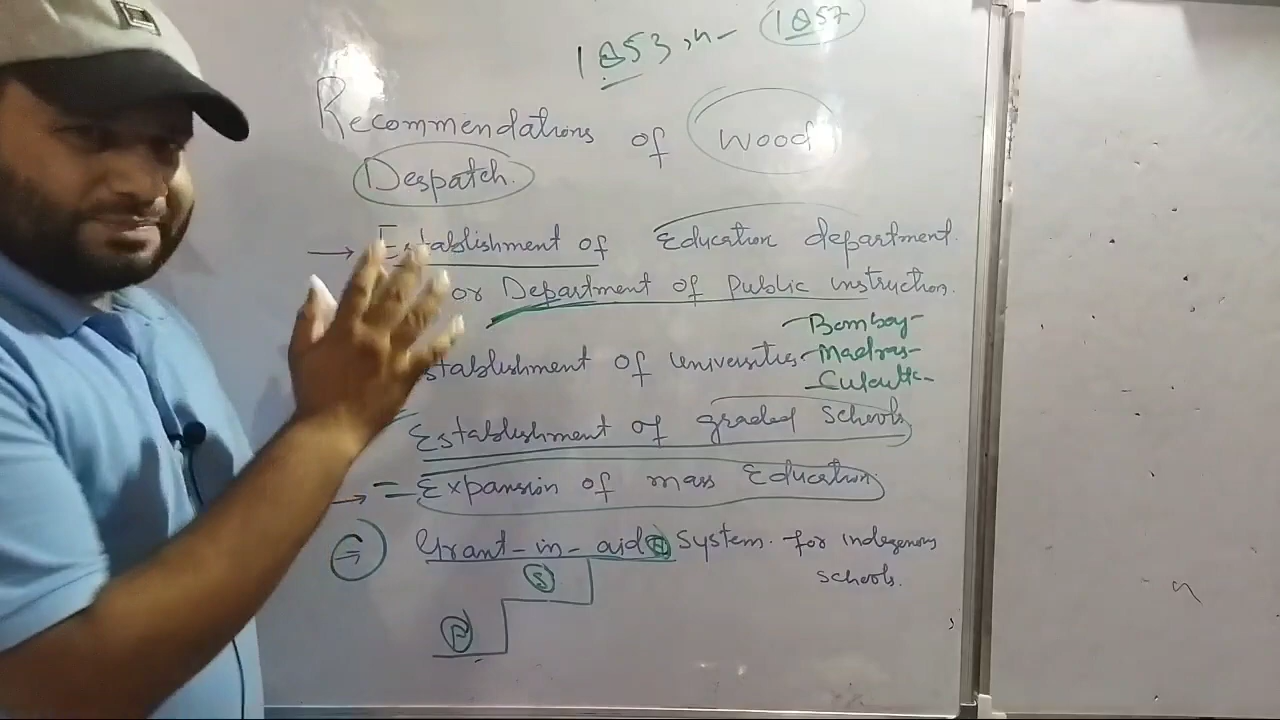 1853 in - 1857
Recommendations of Wood
Despatch.
→ Establishment of Education department
or Department of Public instruction.
Establishment of Universities - Bombay -
- Madras -
- Culcutta -
Establishment of graded Schools
→ = Expansion of mass Education
→ Grant-in-aid System. for indegenous
schools.
S
P